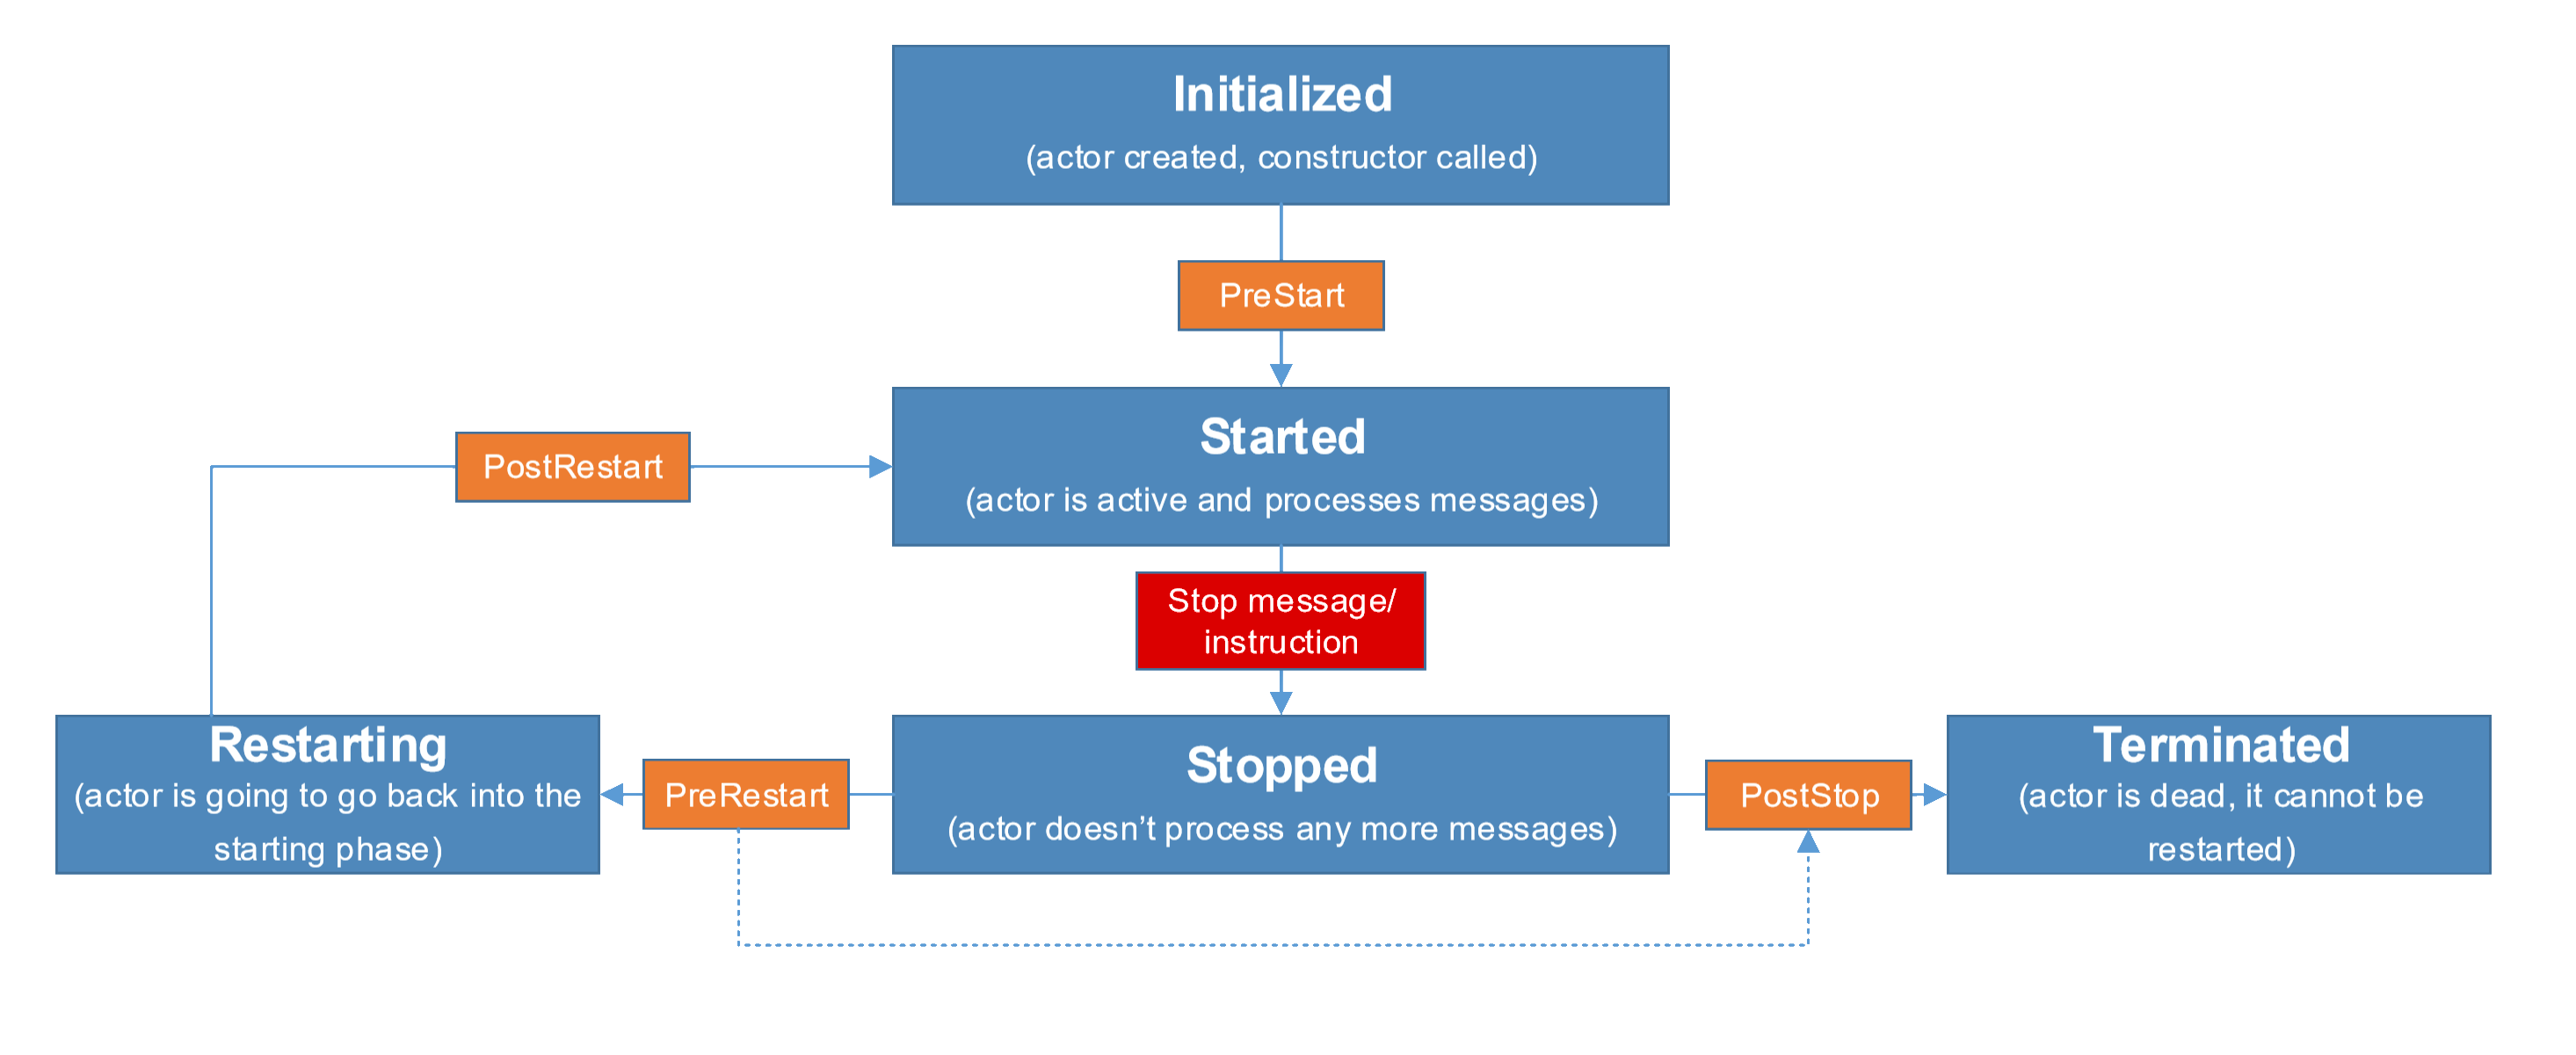 Initialized
(actor created, constructor called)
PreStart
Started
(actor is active and processes messages)
PostRestart
Stop message/
instruction
Restarting
(actor is going to go back into the
starting phase)
PreRestart
Stopped
(actor doesn’t process any more messages)
PostStop
Terminated
(actor is dead, it cannot be
restarted)